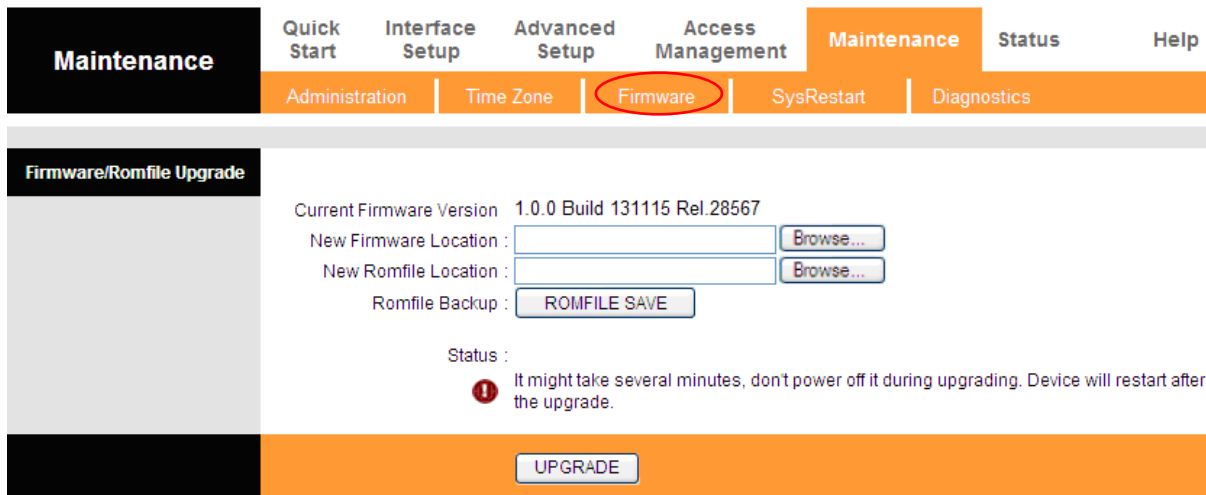 Maintenance
Quick Start
Interface Setup
Advanced Setup
Access Management
Maintenance
Status
Help
Administration
Time Zone
Firmware
SysRestart
Diagnostics
Firmware/Romfile Upgrade
Current Firmware Version 1.0.0 Build 131115 Rel.28567
New Firmware Location : Browse...
New Romfile Location : Browse...
Romfile Backup : ROMFILE SAVE
Status :
It might take several minutes, don't power off it during upgrading. Device will restart after
the upgrade.
UPGRADE